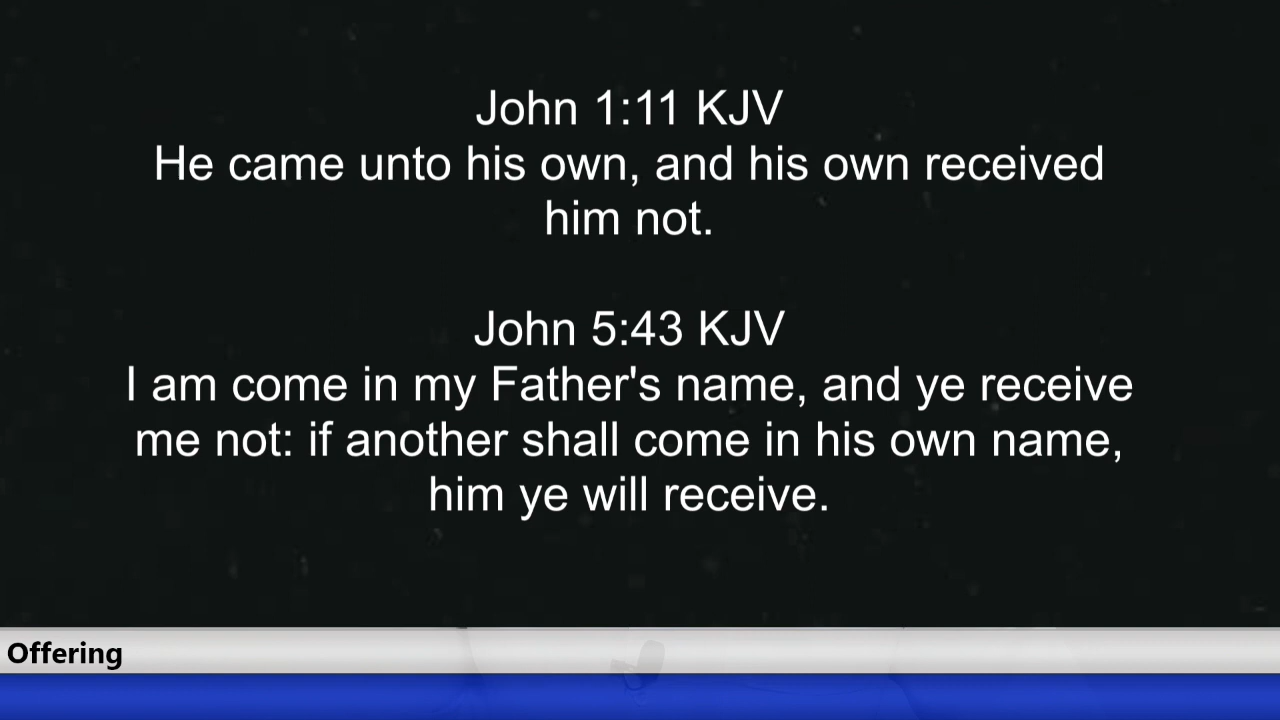 John 1:11 KJV
He came unto his own, and his own received
him not.
John 5:43 KJV
I am come in my Father's name, and ye receive
me not: if another shall come in his own name,
him ye will receive.
Offering